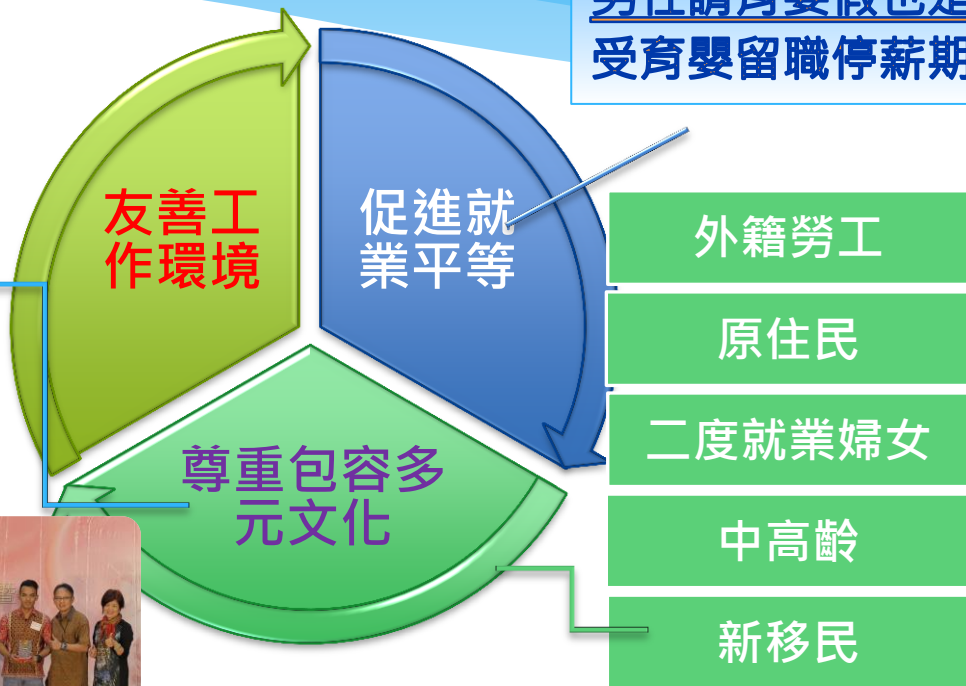 受育嬰留職停薪期
友善工
作環境
促進就
業平等
尊重包容多
元文化
外籍勞工
原住民
二度就業婦女
中高齡
新移民